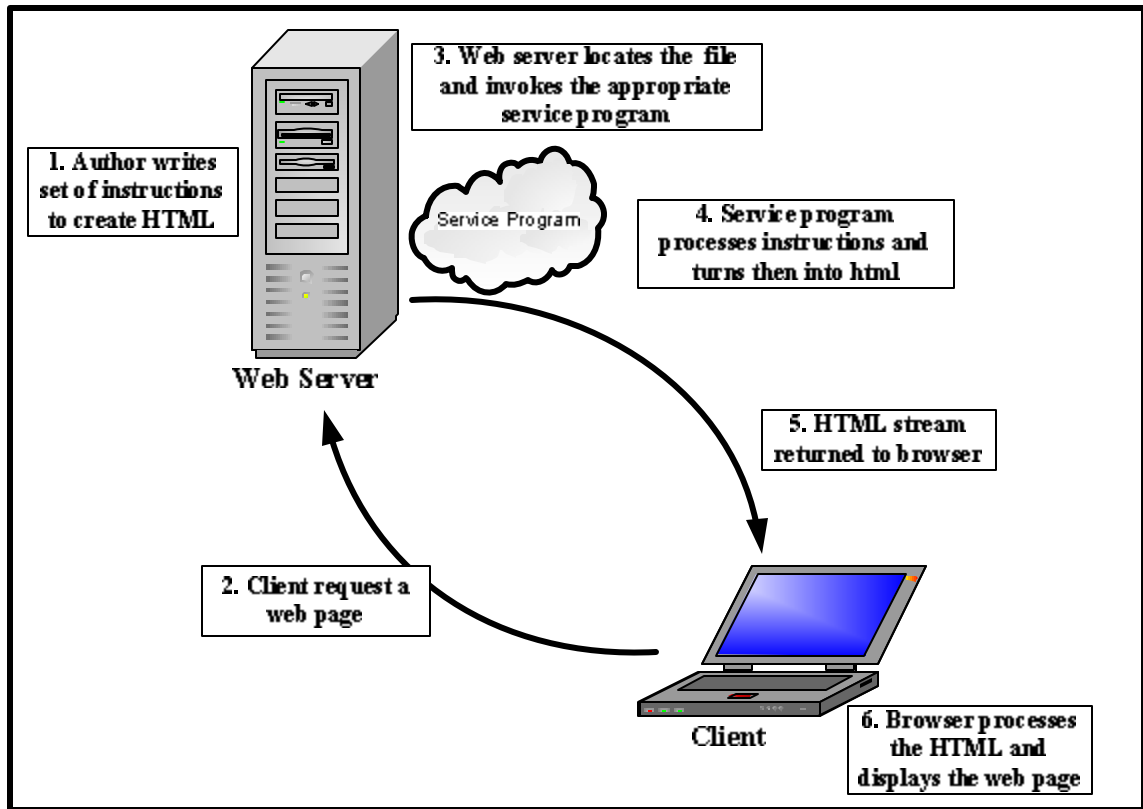 3. Web server locates the file
and invokes the appropriate
service program
1. Author writes
set of instructions
to create HTML
Service Program
4. Service program
processes instructions and
turns then into html
Web Server
5. HTML stream
returned to browser
2. Client request a
web page
Client
6. Browser processes
the HTML and
displays the web page